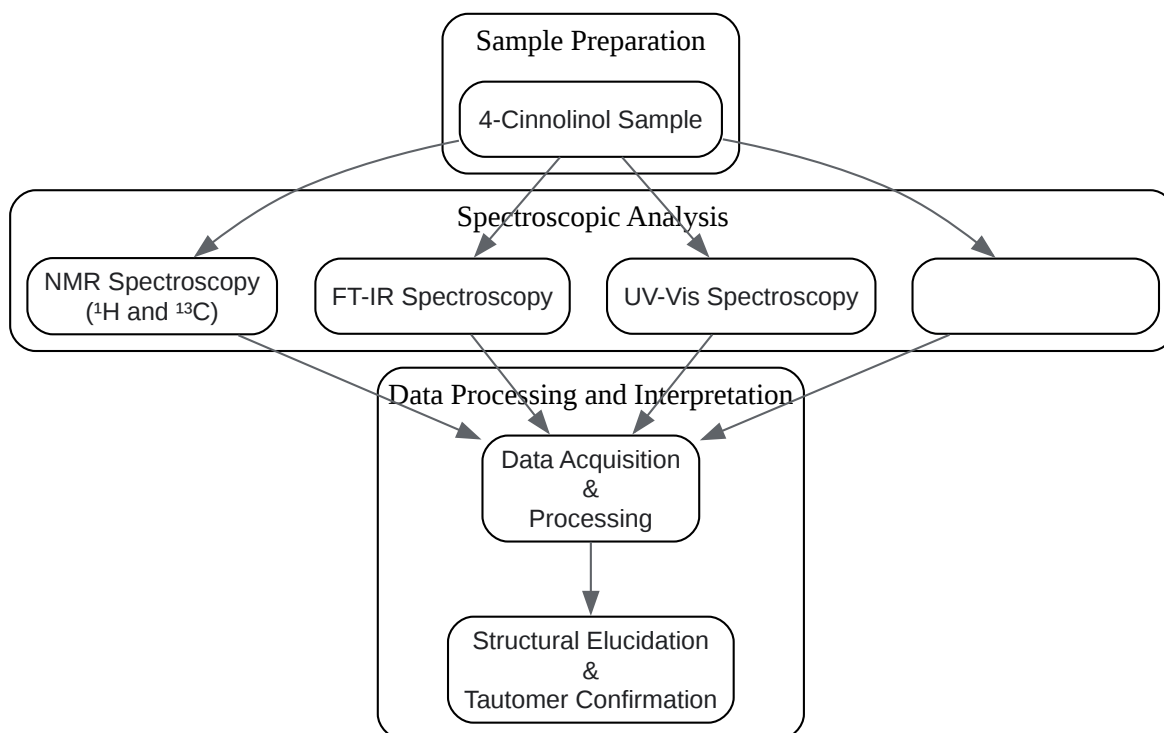 Sample Preparation
4-Cinnolinol Sample
Spectroscopic Analysis
NMR Spectroscopy
(¹H and ¹³C)
FT-IR Spectroscopy
UV-Vis Spectroscopy
Data Processing and Interpretation
Data Acquisition
&
Processing
Structural Elucidation
&
Tautomer Confirmation